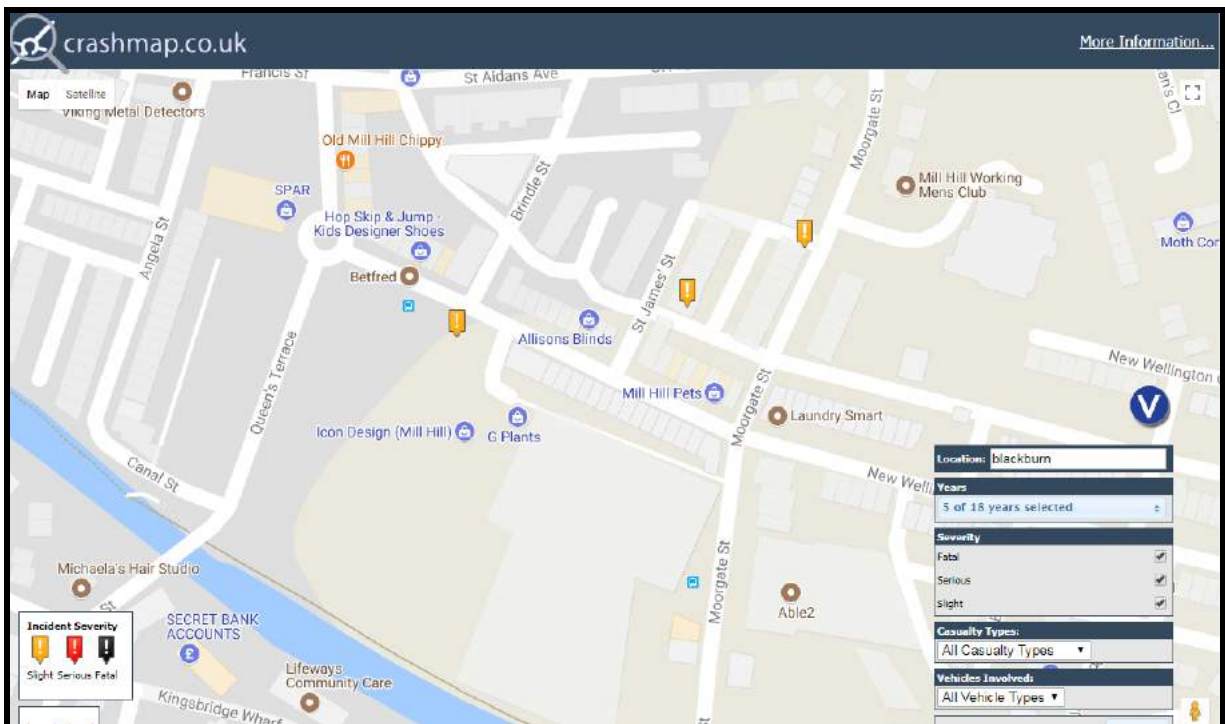 crashmap.co.uk
More Information...
Map Satellite
Viking Metal Detectors
Francis St
St Aidans Ave
Moorgate St
Old Mill Hill Chippy
Mill Hill Working
Mens Club
SPAR
Brindle St
Hop Skip & Jump -
Kids Designer Shoes
Angela St
Moth Cor
Betfred
St James' St
Allisons Blinds
Queen's Terrace
New Wellington
Mill Hill Pets
Moorgate St
Laundry Smart
V
Icon Design (Mill Hill)
G Plants
Canal St
New Well
Location: blackburn
Years
5 of 18 years selected
Severity
Fatal
Serious
Slight
Michaela's Hair Studio
Moorgate St
Able2
SECRET BANK
ACCOUNTS
Incident Severity
Slight Serious Fatal
Casualty Types:
All Casualty Types
Lifeways
Community Care
Vehicles Involved:
All Vehicle Types
Kingsbridge Wharf